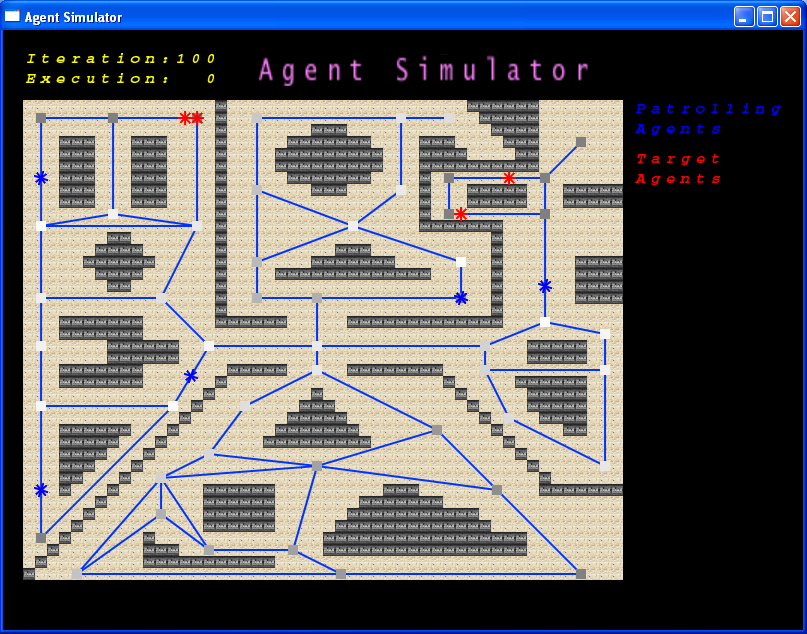 Agent Simulator
Iteration:100
Execution: 0
Agent Simulator
Patrolling
Agents
Target
Agents